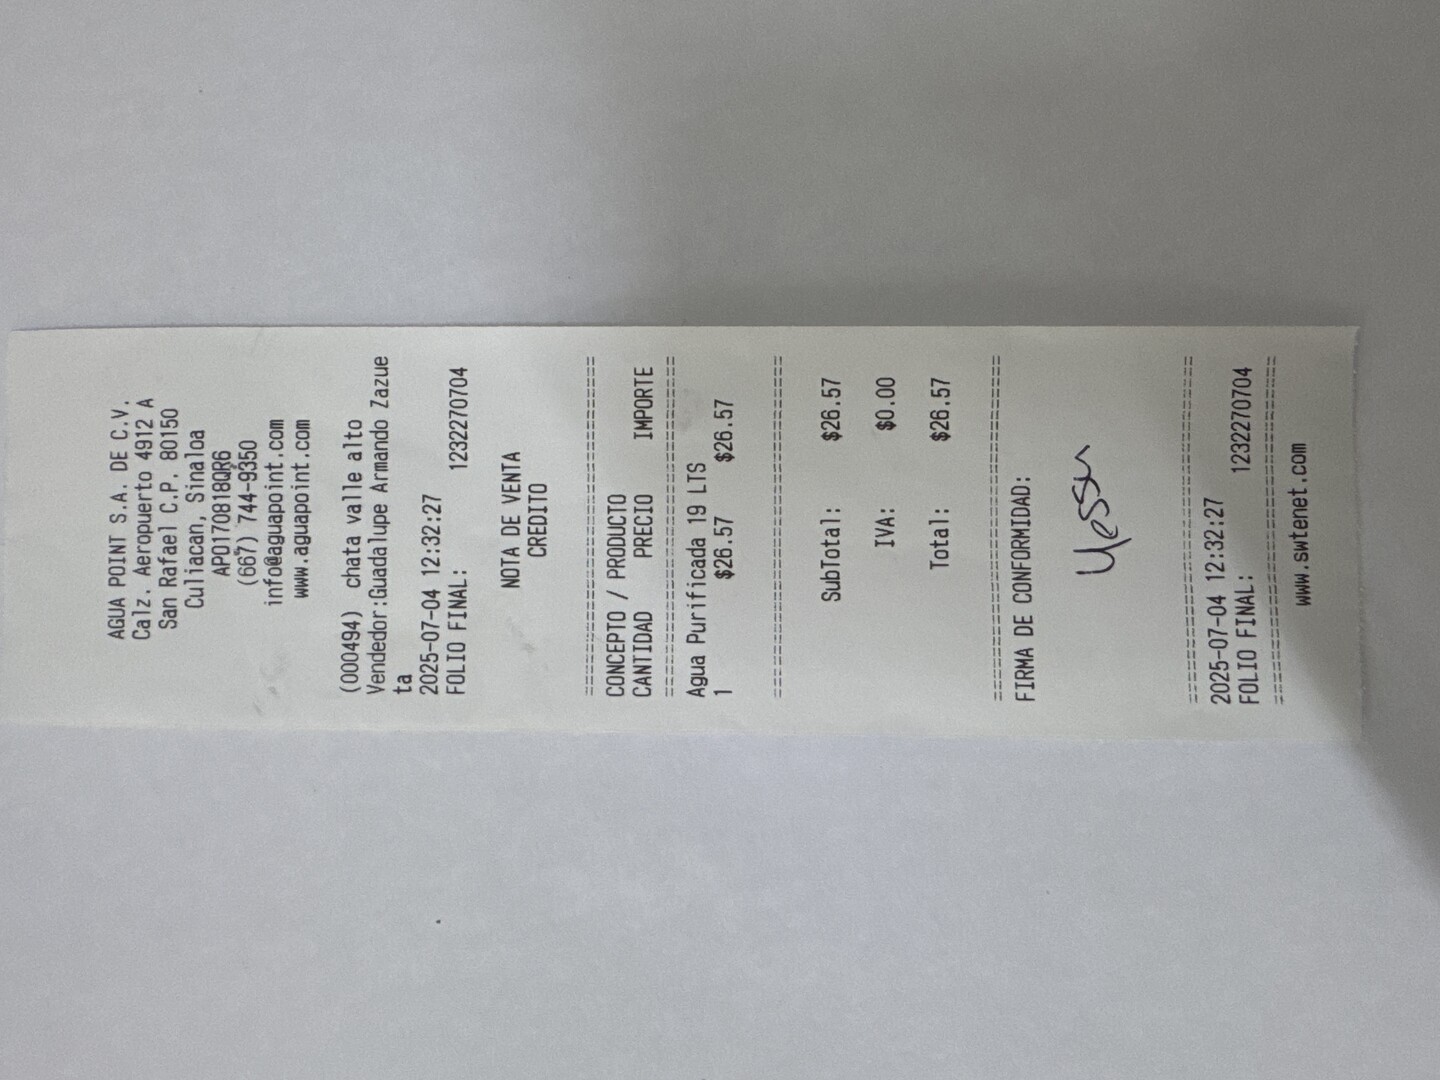 AGUA POINT S.A. DE C.V.
Calz. Aeropuerto 4912 A
San Rafael C.P. 80150
Culiacan, Sinaloa
APO170818QR6
(667) 744-9350
info@aguapoint.com
www.aguapoint.com
(000494) chata valle alto
Vendedor:Guadalupe Armando Zazue
ta
2025-07-04 12:32:27
FOLIO FINAL: 1232270704
NOTA DE VENTA
CREDITO
================================
CONCEPTO / PRODUCTO
CANTIDAD PRECIO IMPORTE
================================
Agua Purificada 19 LTS
1 $26.57 $26.57
================================
SubTotal: $26.57
IVA: $0.00
Total: $26.57
================================
FIRMA DE CONFORMIDAD:
================================
2025-07-04 12:32:27
FOLIO FINAL: 1232270704
================================
www.swtenet.com